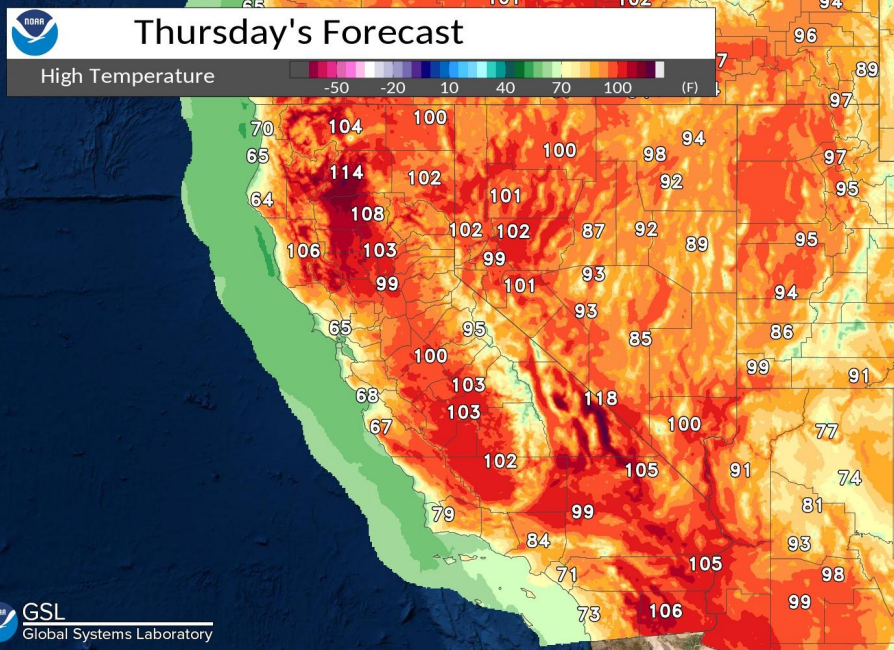 65 101 102 94
NOAA
Thursday's Forecast
96
High Temperature
89
-50 -20 10 40 70 100 (F)
97
70 104 100
94
65 100 98 97
114 102 92
95
64 101
108
102 102 87 92
106 103 99 89 95
99 101 93
94
93
65 95 85 86
100 99
91
68 103 118
67 103 100 77
102 105 91 74
79 99 81
84 93
71 105 98
73 106 99
GSL
Global Systems Laboratory